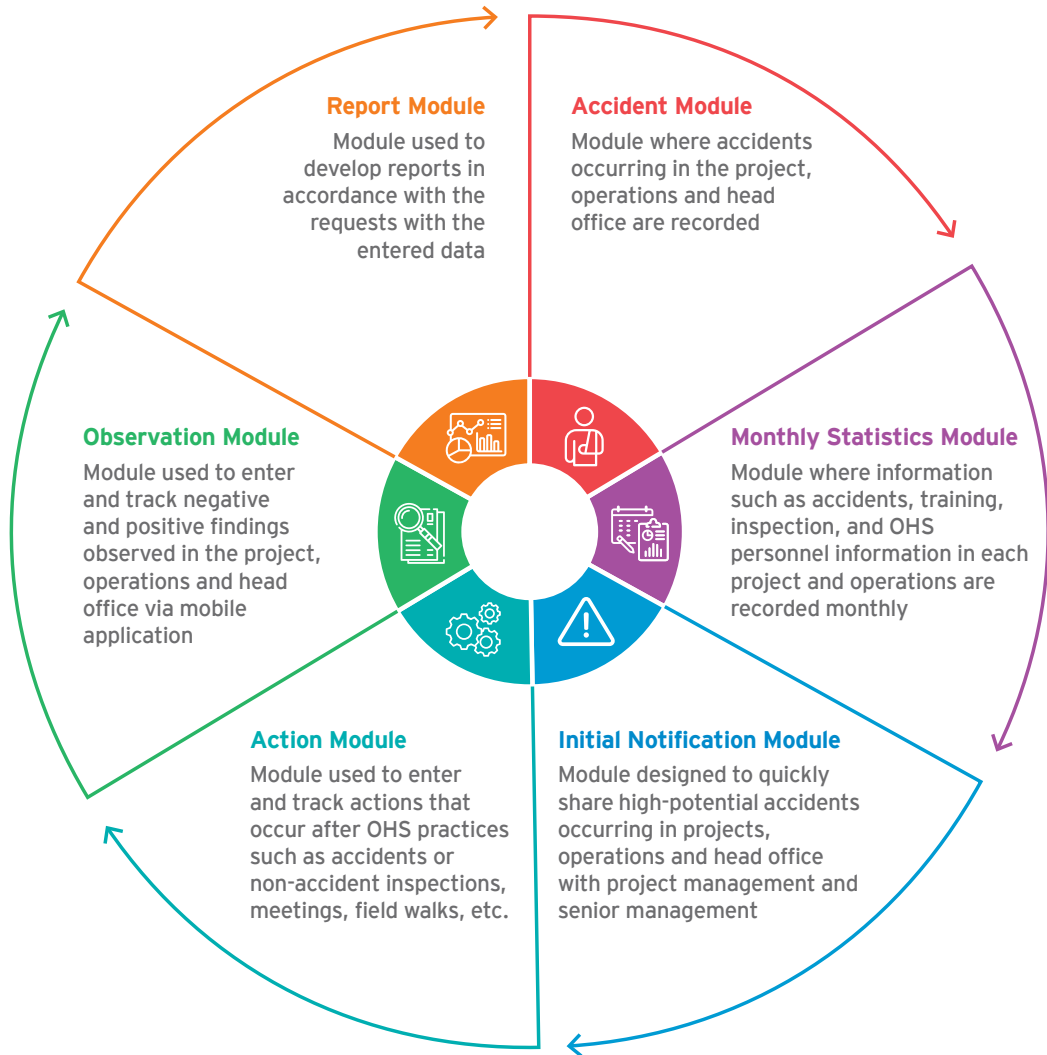 Report Module
Module used to
develop reports in
accordance with the
requests with the
entered data
Accident Module
Module where accidents
occurring in the project,
operations and head
office are recorded
Observation Module
Module used to enter
and track negative
and positive findings
observed in the project,
operations and head
office via mobile
application
Monthly Statistics Module
Module where information
such as accidents, training,
inspection, and OHS
personnel information in each
project and operations are
recorded monthly
Action Module
Module used to enter
and track actions that
occur after OHS practices
such as accidents or
non-accident inspections,
meetings, field walks, etc.
Initial Notification Module
Module designed to quickly
share high-potential accidents
occurring in projects,
operations and head office
with project management and
senior management